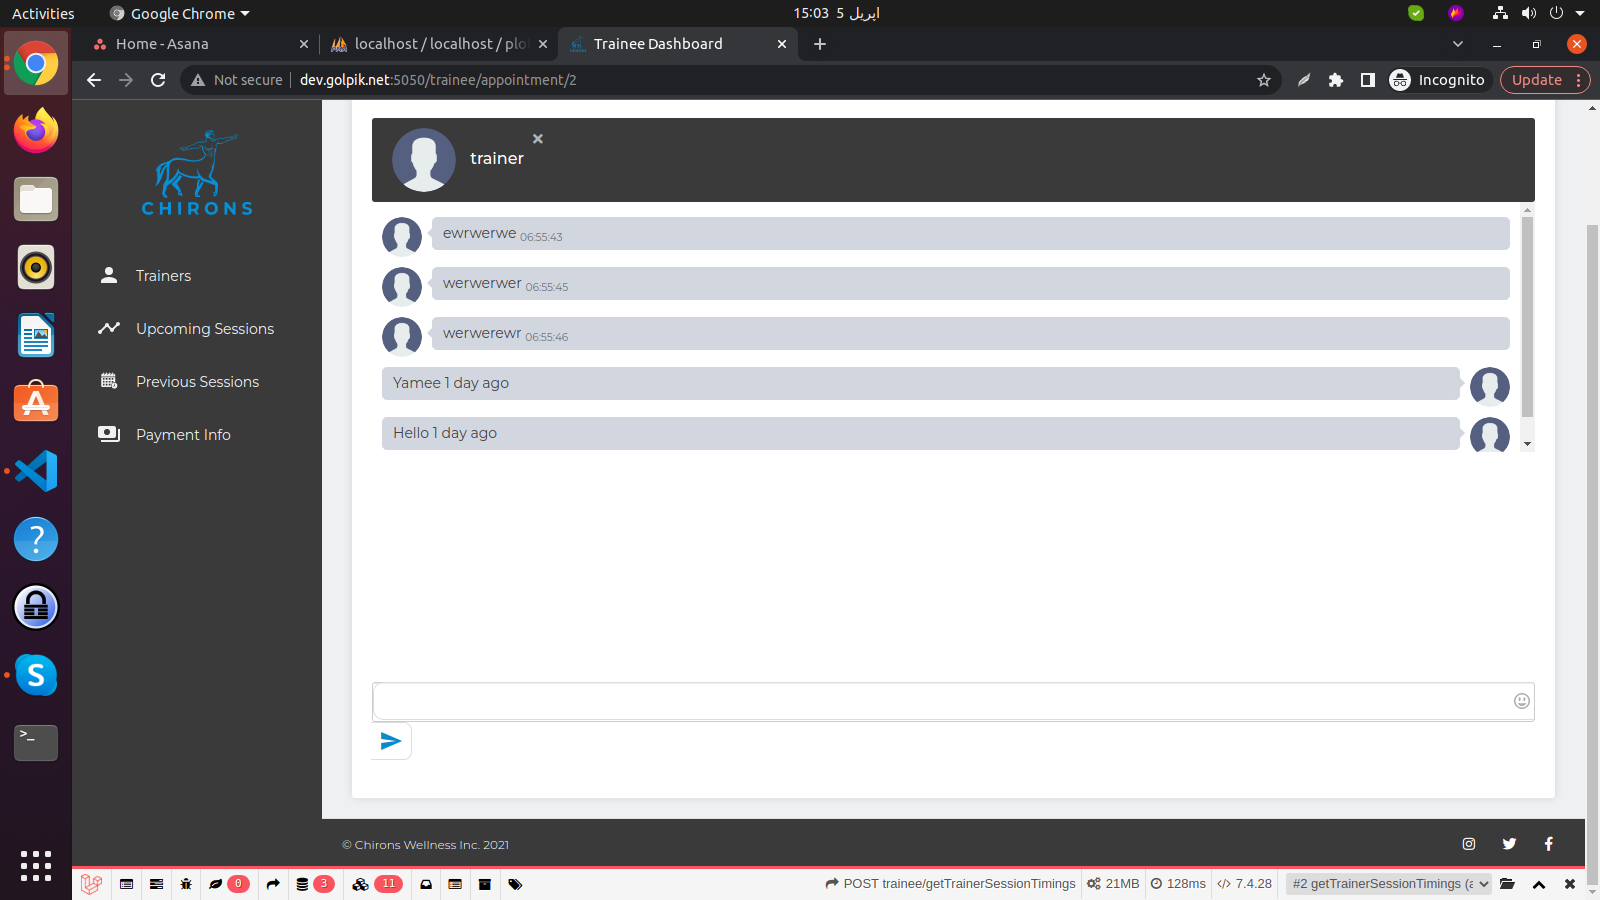 Activities
Google Chrome
15:03 اپریل 5
Home - Asana
localhost / localhost / plo
Trainee Dashboard
Not secure
dev.golpik.net:5050/trainee/appointment/2
Incognito
Update
CHIRONS
Trainers
Upcoming Sessions
Previous Sessions
Payment Info
trainer
ewrwerwe 06:55:43
werwerwer 06:55:45
werwerewr 06:55:46
Yamee 1 day ago
Hello 1 day ago
© Chirons Wellness Inc. 2021
0
3
11
POST trainee/getTrainerSessionTimings
21MB
128ms
7.4.28
#2 getTrainerSessionTimings (a